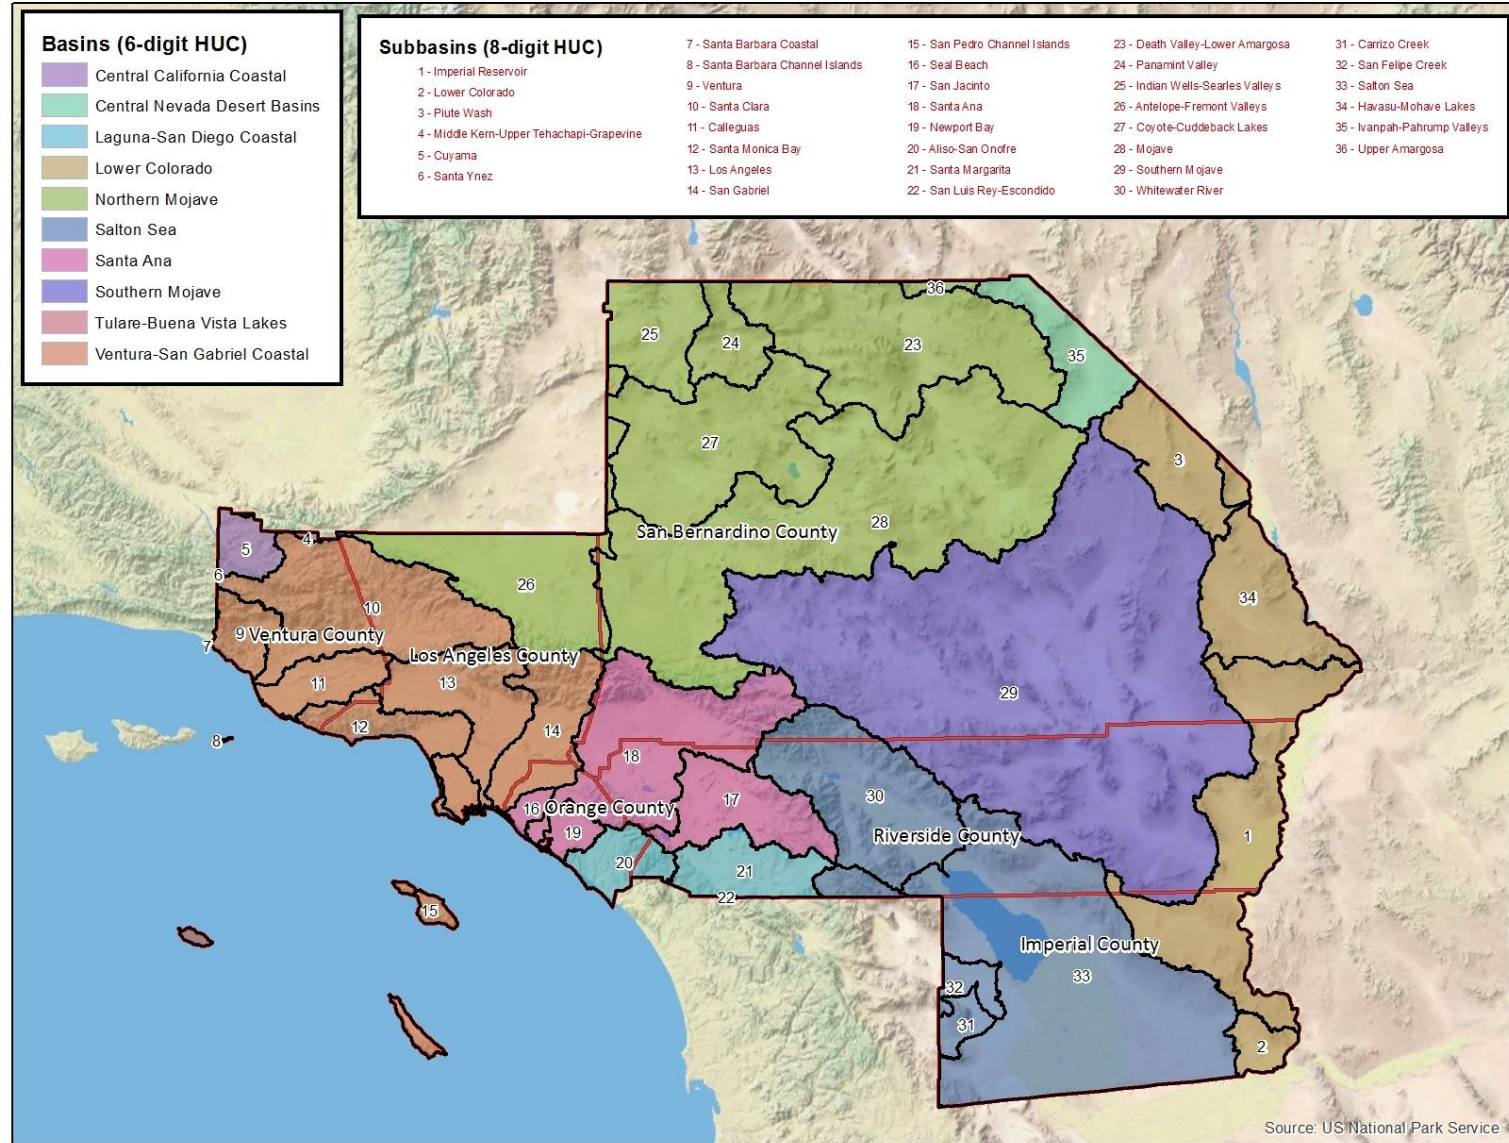 Basins (6-digit HUC)
Central California Coastal
Central Nevada Desert Basins
Laguna-San Diego Coastal
Lower Colorado
Northern Mojave
Salton Sea
Santa Ana
Southern Mojave
Tulare-Buena Vista Lakes
Ventura-San Gabriel Coastal
Subbasins (8-digit HUC)
1 - Imperial Reservoir
2 - Lower Colorado
3 - Piute Wash
4 - Middle Kern-Upper Tehachapi-Grapevine
5 - Cuyama
6 - Santa Ynez
7 - Santa Barbara Coastal
8 - Santa Barbara Channel Islands
9 - Ventura
10 - Santa Clara
11 - Calleguas
12 - Santa Monica Bay
13 - Los Angeles
14 - San Gabriel
15 - San Pedro Channel Islands
16 - Seal Beach
17 - San Jacinto
18 - Santa Ana
19 - Newport Bay
20 - Aliso-San Onofre
21 - Santa Margarita
22 - San Luis Rey-Escondido
23 - Death Valley-Lower Amargosa
24 - Panamint Valley
25 - Indian Wells-Searles Valleys
26 - Antelope-Fremont Valleys
27 - Coyote-Cuddeback Lakes
28 - Mojave
29 - Southern Mojave
30 - Whitewater River
31 - Carrizo Creek
32 - San Felipe Creek
33 - Salton Sea
34 - Havasu-Mohave Lakes
35 - Ivanpah-Pahrump Valleys
36 - Upper Amargosa
36
25
24
23
35
27
3
28
San Bernardino County
4
5
6
26
34
10
9
Ventura County
7
Los Angeles County
11
13
29
12
14
8
18
30
17
16
Orange County
19
Riverside County
1
20
21
22
15
Imperial County
33
32
31
2
Source: US National Park Service